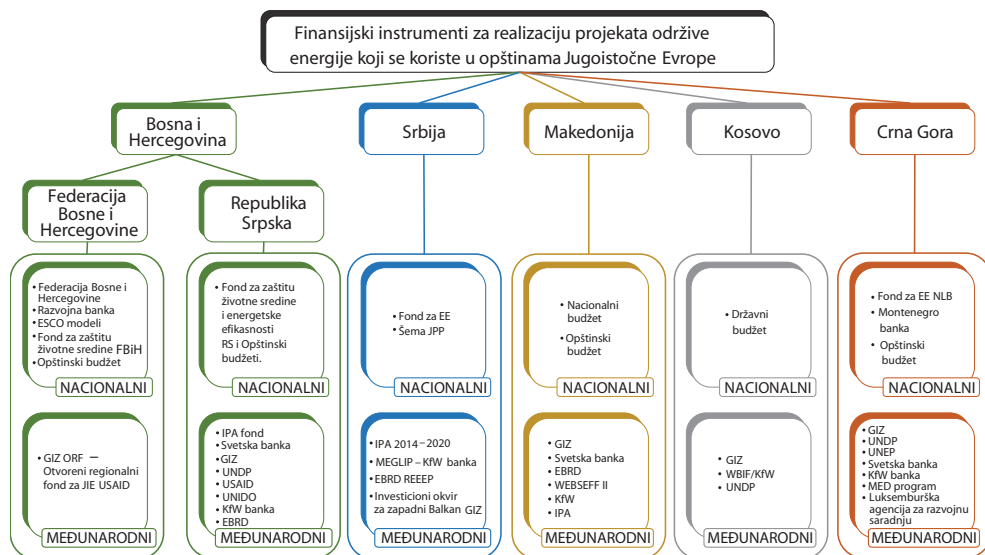 Finansijski instrumenti za realizaciju projekata održive
energije koji se koriste u opštinama Jugoistočne Evrope
Bosna i
Hercegovina
Srbija
Makedonija
Kosovo
Crna Gora
Federacija
Bosne i
Hercegovine
Republika
Srpska
• Federacija Bosne i
Hercegovine
• Razvojna banka
• ESCO modeli
• Fond za zaštitu
životne sredine FBiH
• Opštinski budžet
NACIONALNI
• Fond za zaštitu
životne sredine
i energetske
efikasnosti
RS i Opštinski
budžeti.
NACIONALNI
• Fond za EE
• Šema JPP
NACIONALNI
• Nacionalni
budžet
• Opštinski
budžet
NACIONALNI
• Državni
budžet
NACIONALNI
• Fond za EE NLB
• Montenegro
banka
• Opštinski
budžet
NACIONALNI
• GIZ ORF –
Otvoreni regionalni
fond za JIE USAID
MEĐUNARODNI
• IPA fond
• Svetska banka
• GIZ
• UNDP
• USAID
• UNIDO
• KfW banka
• EBRD
MEĐUNARODNI
• IPA 2014–2020
• MEGLIP – KfW banka
• EBRD REEEP
• Investicioni okvir
za zapadni Balkan GIZ
MEĐUNARODNI
• GIZ
• Svetska banka
• EBRD
• WEBSEFF II
• KfW
• IPA
MEĐUNARODNI
• GIZ
• WBIF/KfW
• UNDP
MEĐUNARODNI
• GIZ
• UNDP
• UNEP
• Svetska banka
• KfW banka
• MED program
• Luksemburška
agencija za razvojnu
saradnju
MEĐUNARODNI